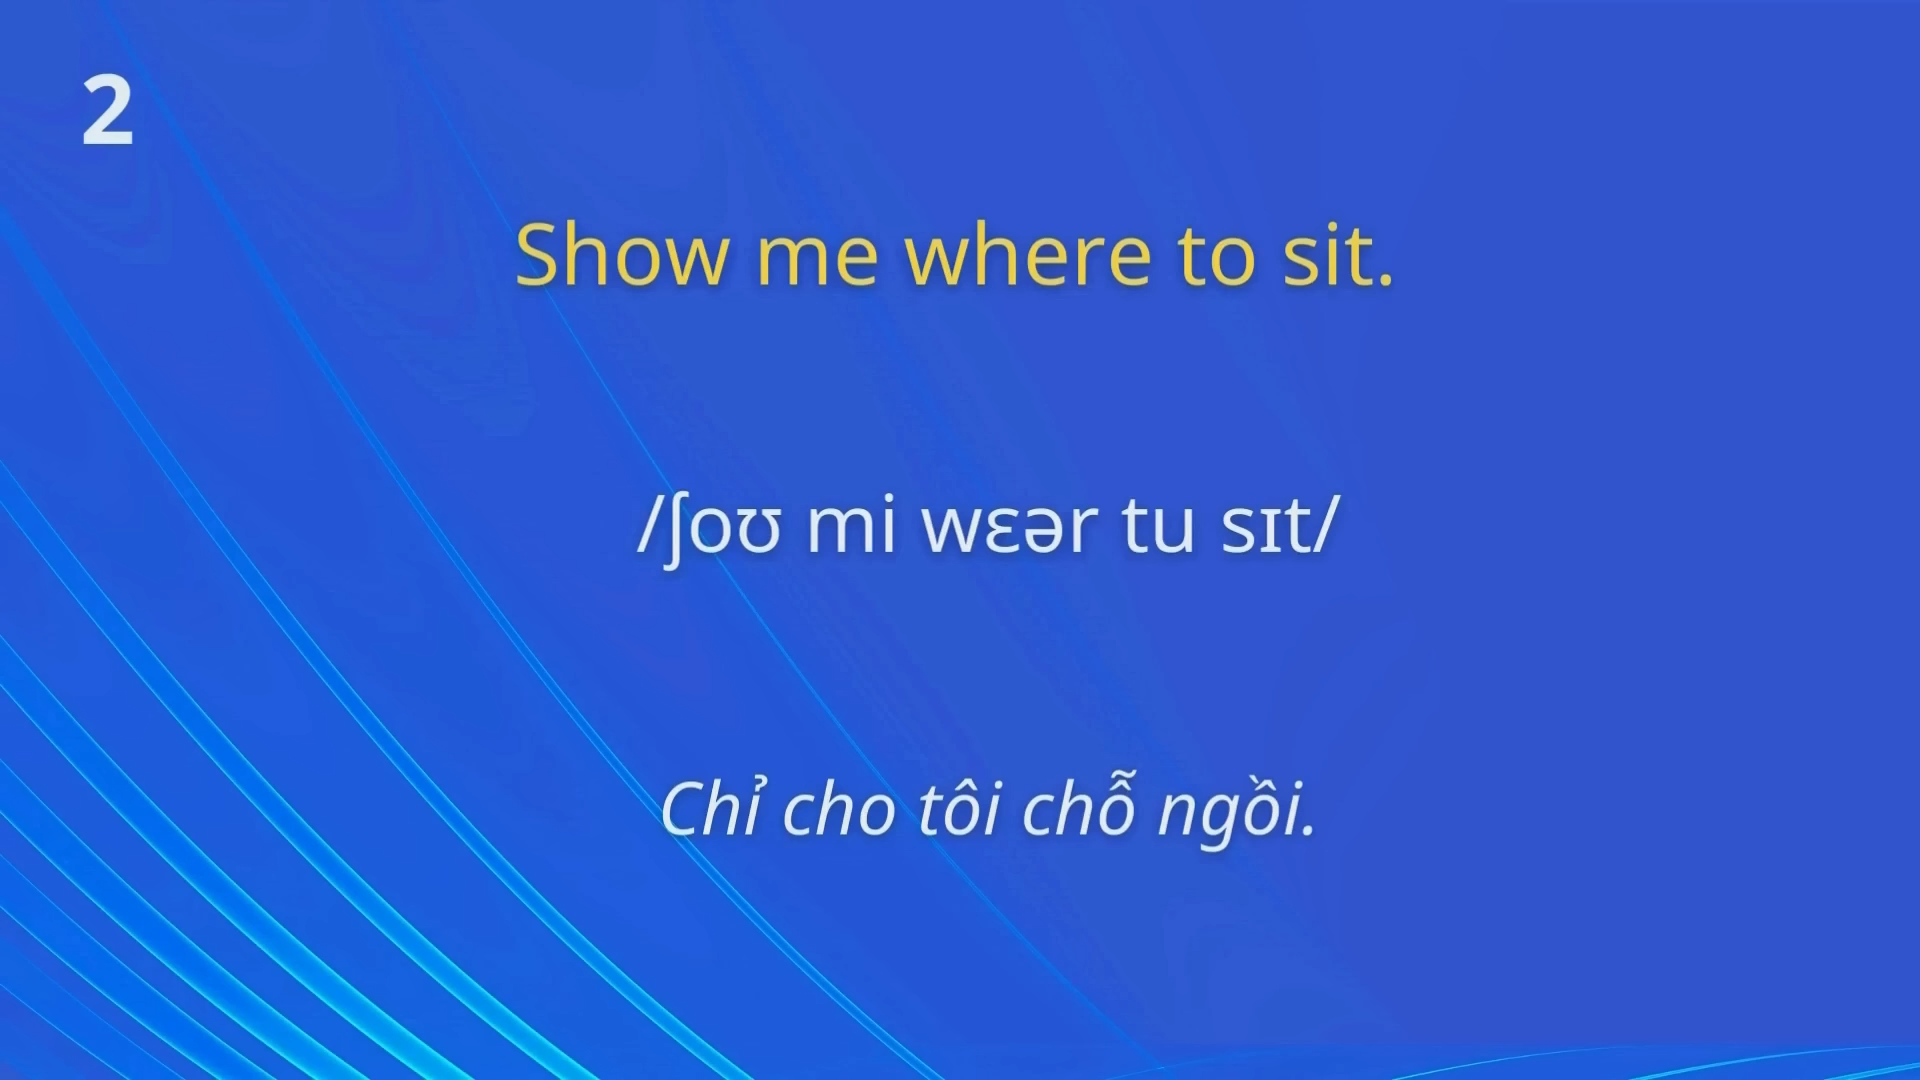 2
Show me where to sit.
/ʃoʊ mi wɛər tu sɪt/
Chỉ cho tôi chỗ ngồi.